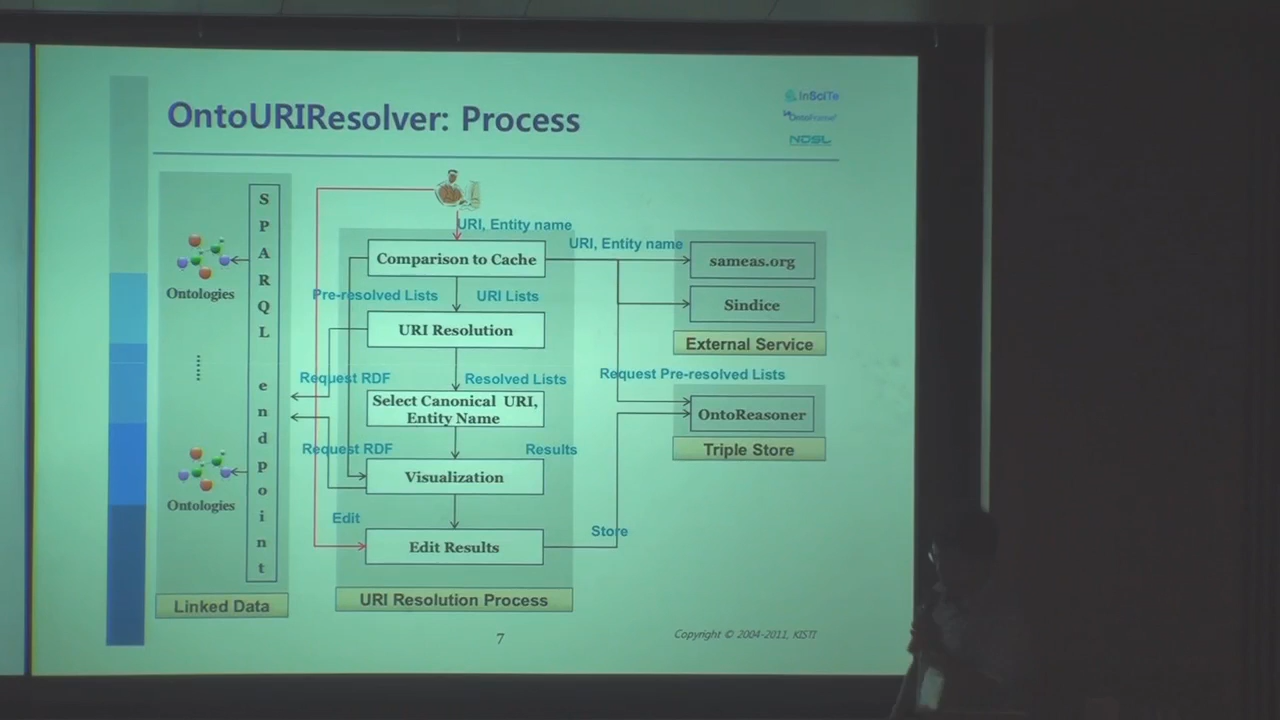 OntoURIResolver: Process
InSciTe
OntoFrame
NDSL
SPARQL endpoint
Ontologies
Ontologies
Linked Data
URI, Entity name
Comparison to Cache
URI, Entity name
Pre-resolved Lists
URI Lists
URI Resolution
Request RDF
Resolved Lists
Select Canonical URI,
Entity Name
Request RDF
Results
Visualization
Edit
Edit Results
Store
URI Resolution Process
sameas.org
Sindice
External Service
Request Pre-resolved Lists
OntoReasoner
Triple Store
7
Copyright © 2004-2011, KISTI